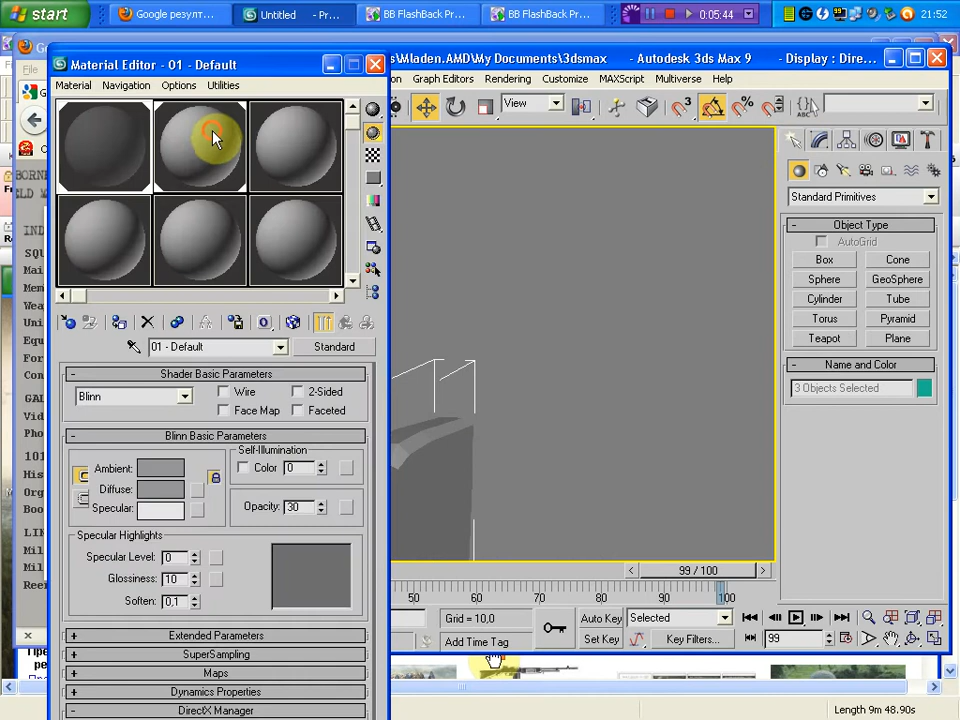 start
Google резулт...
Untitled - Pr...
BB FlashBack Pr...
BB FlashBack Pr...
5:05:44
21:52
Material Editor - 01 - Default
s\Mladen.AMD\My Documents\3dsmax - Autodesk 3ds Max 9 - Display : Dire...
Material Navigation Options Utilities
on Graph Editors Rendering Customize MAXScript Multiverse Help
View
Standard Primitives
Object Type
AutoGrid
Box Cone
Sphere GeoSphere
Cylinder Tube
Torus Pyramid
Teapot Plane
Name and Color
3 Objects Selected
01 - Default
Standard
Shader Basic Parameters
Blinn
Wire 2-Sided
Face Map Faceted
Blinn Basic Parameters
Self-Illumination
Ambient: Color 0
Diffuse:
Specular: Opacity: 30
Specular Highlights
Specular Level: 0
Glossiness: 10
Soften: 0,1
Extended Parameters
SuperSampling
Maps
Dynamics Properties
DirectX Manager
99 / 100
50 60 70 80 90 100
Grid = 10,0
Auto Key Selected
Add Time Tag
Set Key Key Filters...
99
Length 9m 48.90s